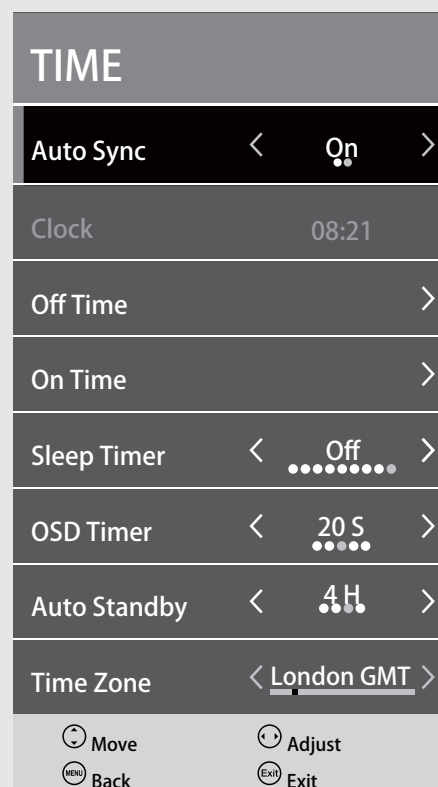 TIME
Auto Sync < On >
Clock 08:21
Off Time >
On Time >
Sleep Timer < Off >
OSD Timer < 20 S >
Auto Standby < 4 H >
Time Zone < London GMT >
Move Adjust
MENU Back Exit Exit